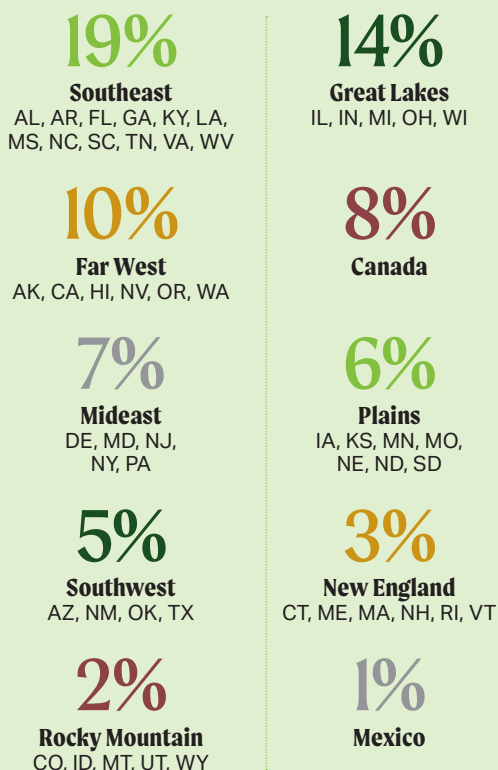 19%
Southeast
AL, AR, FL, GA, KY, LA,
MS, NC, SC, TN, VA, WV
14%
Great Lakes
IL, IN, MI, OH, WI
10%
Far West
AK, CA, HI, NV, OR, WA
8%
Canada
7%
Mideast
DE, MD, NJ,
NY, PA
6%
Plains
IA, KS, MN, MO,
NE, ND, SD
5%
Southwest
AZ, NM, OK, TX
3%
New England
CT, ME, MA, NH, RI, VT
2%
Rocky Mountain
CO, ID, MT, UT, WY
1%
Mexico